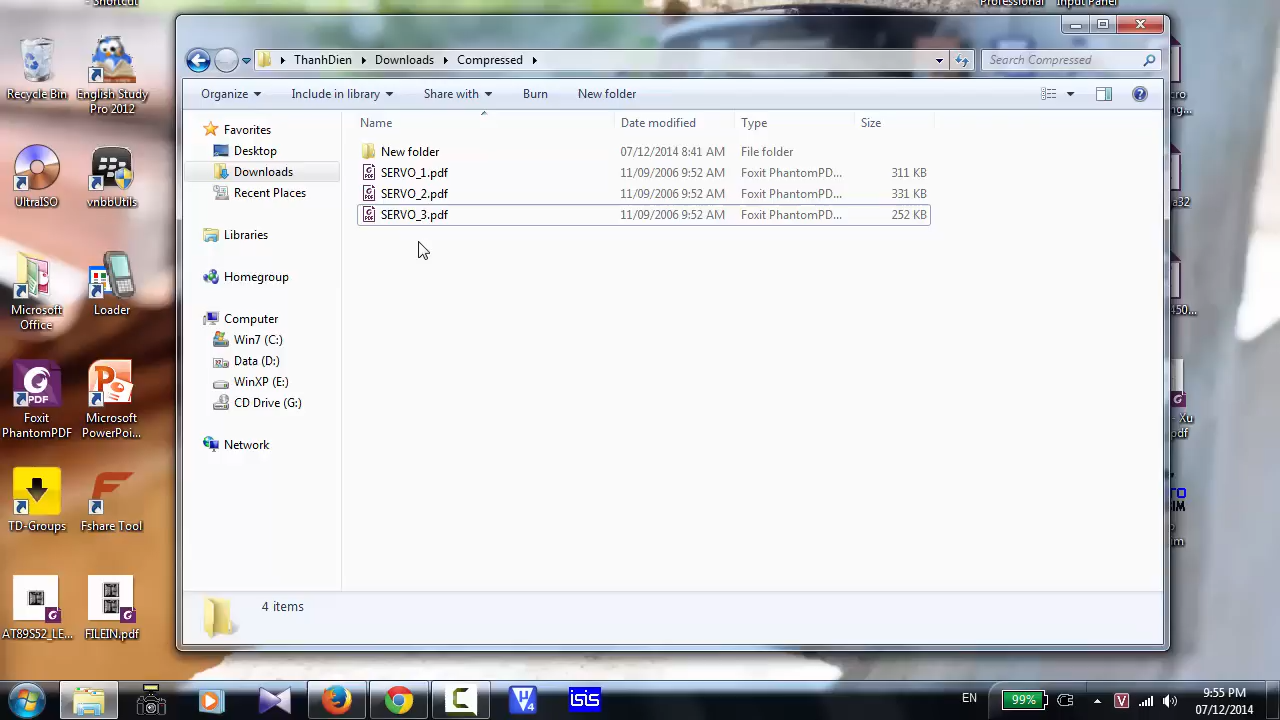 - Shortcut
Professional
Input Panel
ThanhDien
Downloads
Compressed
Search Compressed
Organize
Include in library
Share with
Burn
New folder
Name
Date modified
Type
Size
New folder
07/12/2014 8:41 AM
File folder
SERVO_1.pdf
11/09/2006 9:52 AM
Foxit PhantomPD...
311 KB
SERVO_2.pdf
11/09/2006 9:52 AM
Foxit PhantomPD...
331 KB
SERVO_3.pdf
11/09/2006 9:52 AM
Foxit PhantomPD...
252 KB
Favorites
Desktop
Downloads
Recent Places
Libraries
Homegroup
Computer
Win7 (C:)
Data (D:)
WinXP (E:)
CD Drive (G:)
Network
4 items
Recycle Bin
English Study
Pro 2012
UltraISO
vnbbUtils
Microsoft
Office
Loader
Foxit
PhantomPDF
Microsoft
PowerPoi...
TD-Groups
Fshare Tool
AT89S52_LE...
FILEIN.pdf
EN
99%
9:55 PM
07/12/2014
isis